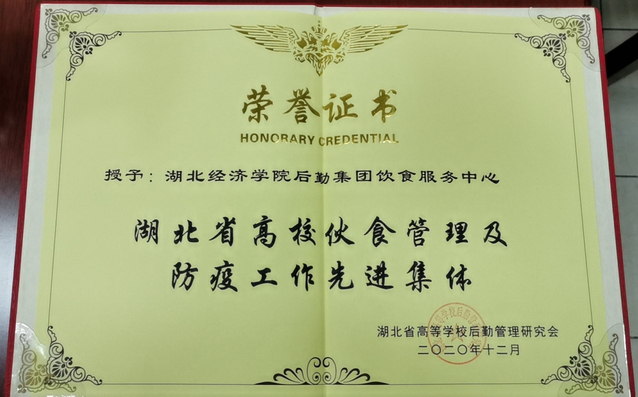 荣誉证书
HONORARY CREDENTIAL
授予：湖北经济学院后勤集团饮食服务中心
湖北省高校伙食管理及
防疫工作先进集体
湖北省高等学校后勤管理研究会
二〇二〇年十二月